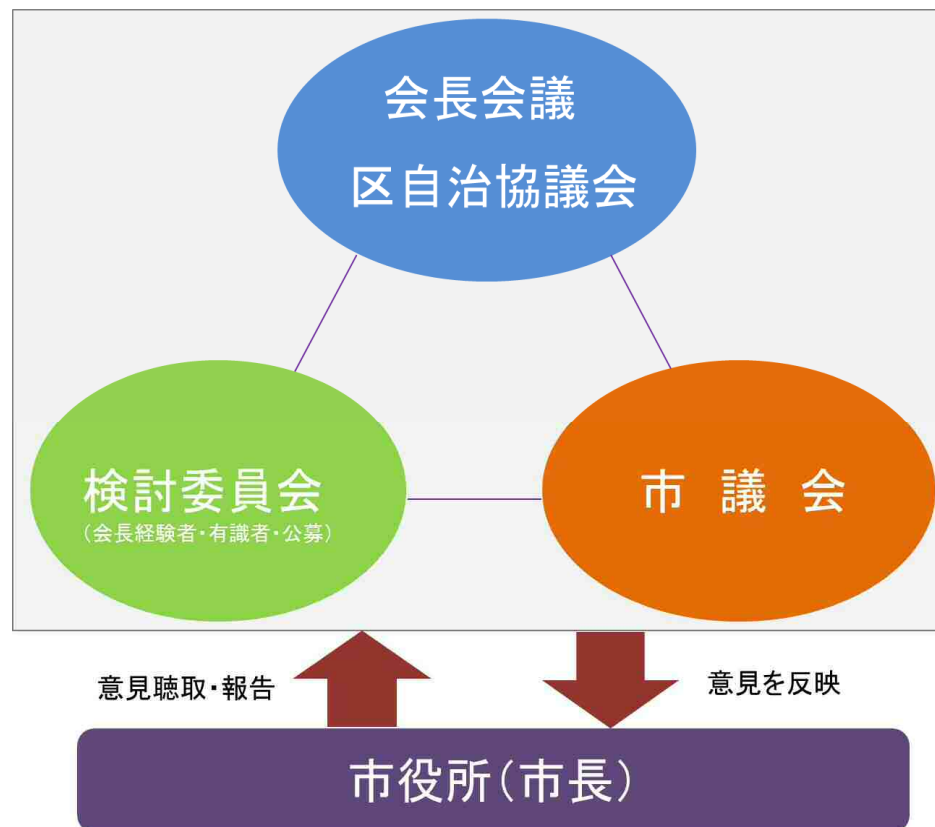 会長会議
区自治協議会
検討委員会
（会長経験者・有識者・公募）
市 議 会
意見聴取・報告
意見を反映
市役所（市長）